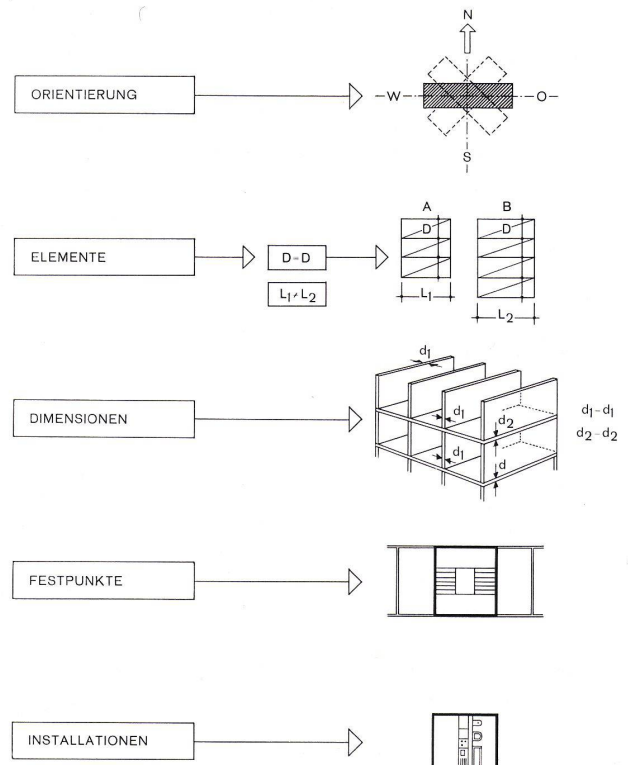 N
ORIENTIERUNG
W O
S
A B
D D
ELEMENTE
D=D
L1≠L2
L1
L2
d1
DIMENSIONEN
d1 d2
d1-d1
d2-d2
d1 d
FESTPUNKTE
INSTALLATIONEN